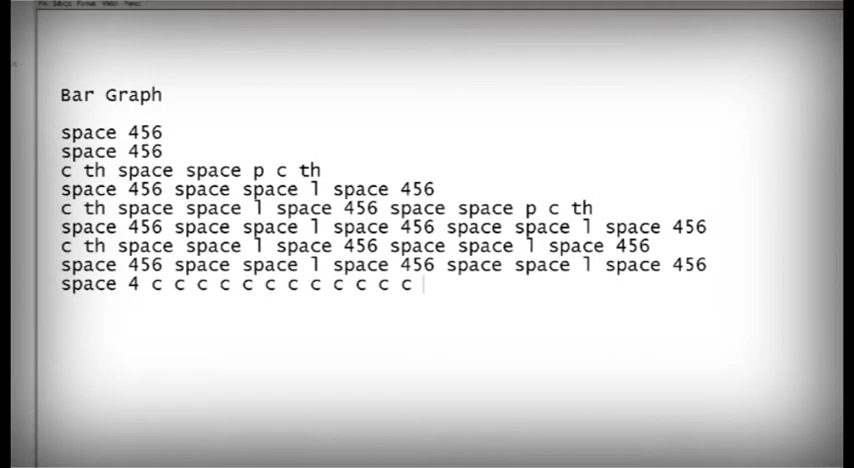 Bar Graph
space 456
space 456
c th space space p c th
space 456 space space l space 456
c th space space l space 456 space space p c th
space 456 space space l space 456 space space l space 456
c th space space l space 456 space space l space 456
space 456 space space l space 456 space space l space 456
space 4 c c c c c c c c c c c c